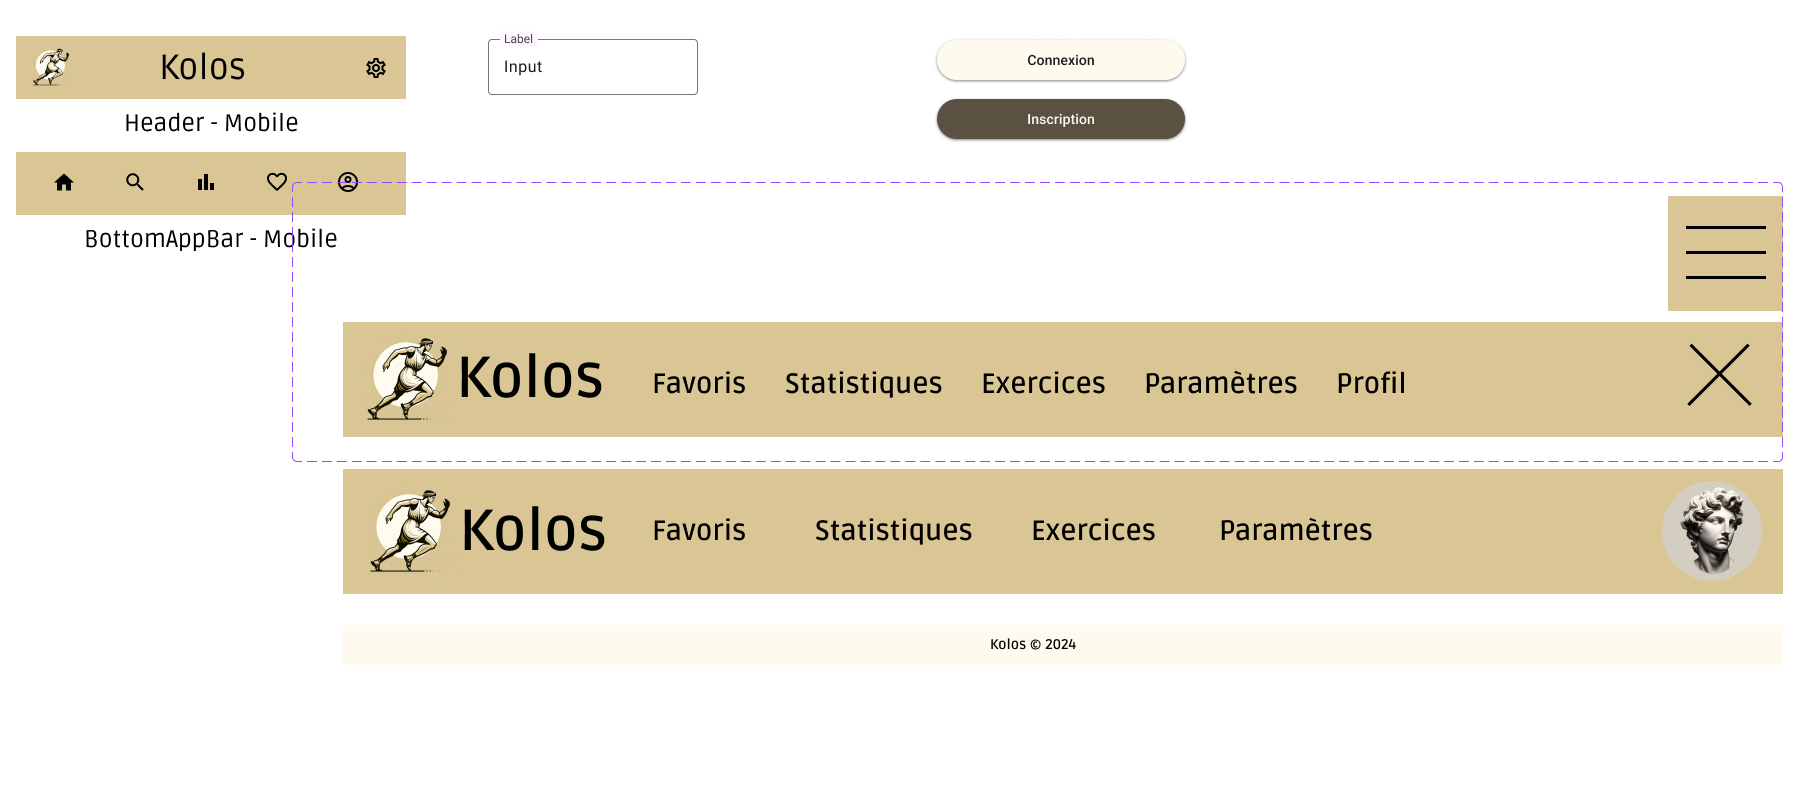 Kolos
Header - Mobile
BottomAppBar - Mobile
Label
Input
Connexion
Inscription
Kolos Favoris Statistiques Exercices Paramètres Profil
Kolos Favoris Statistiques Exercices Paramètres
Kolos © 2024